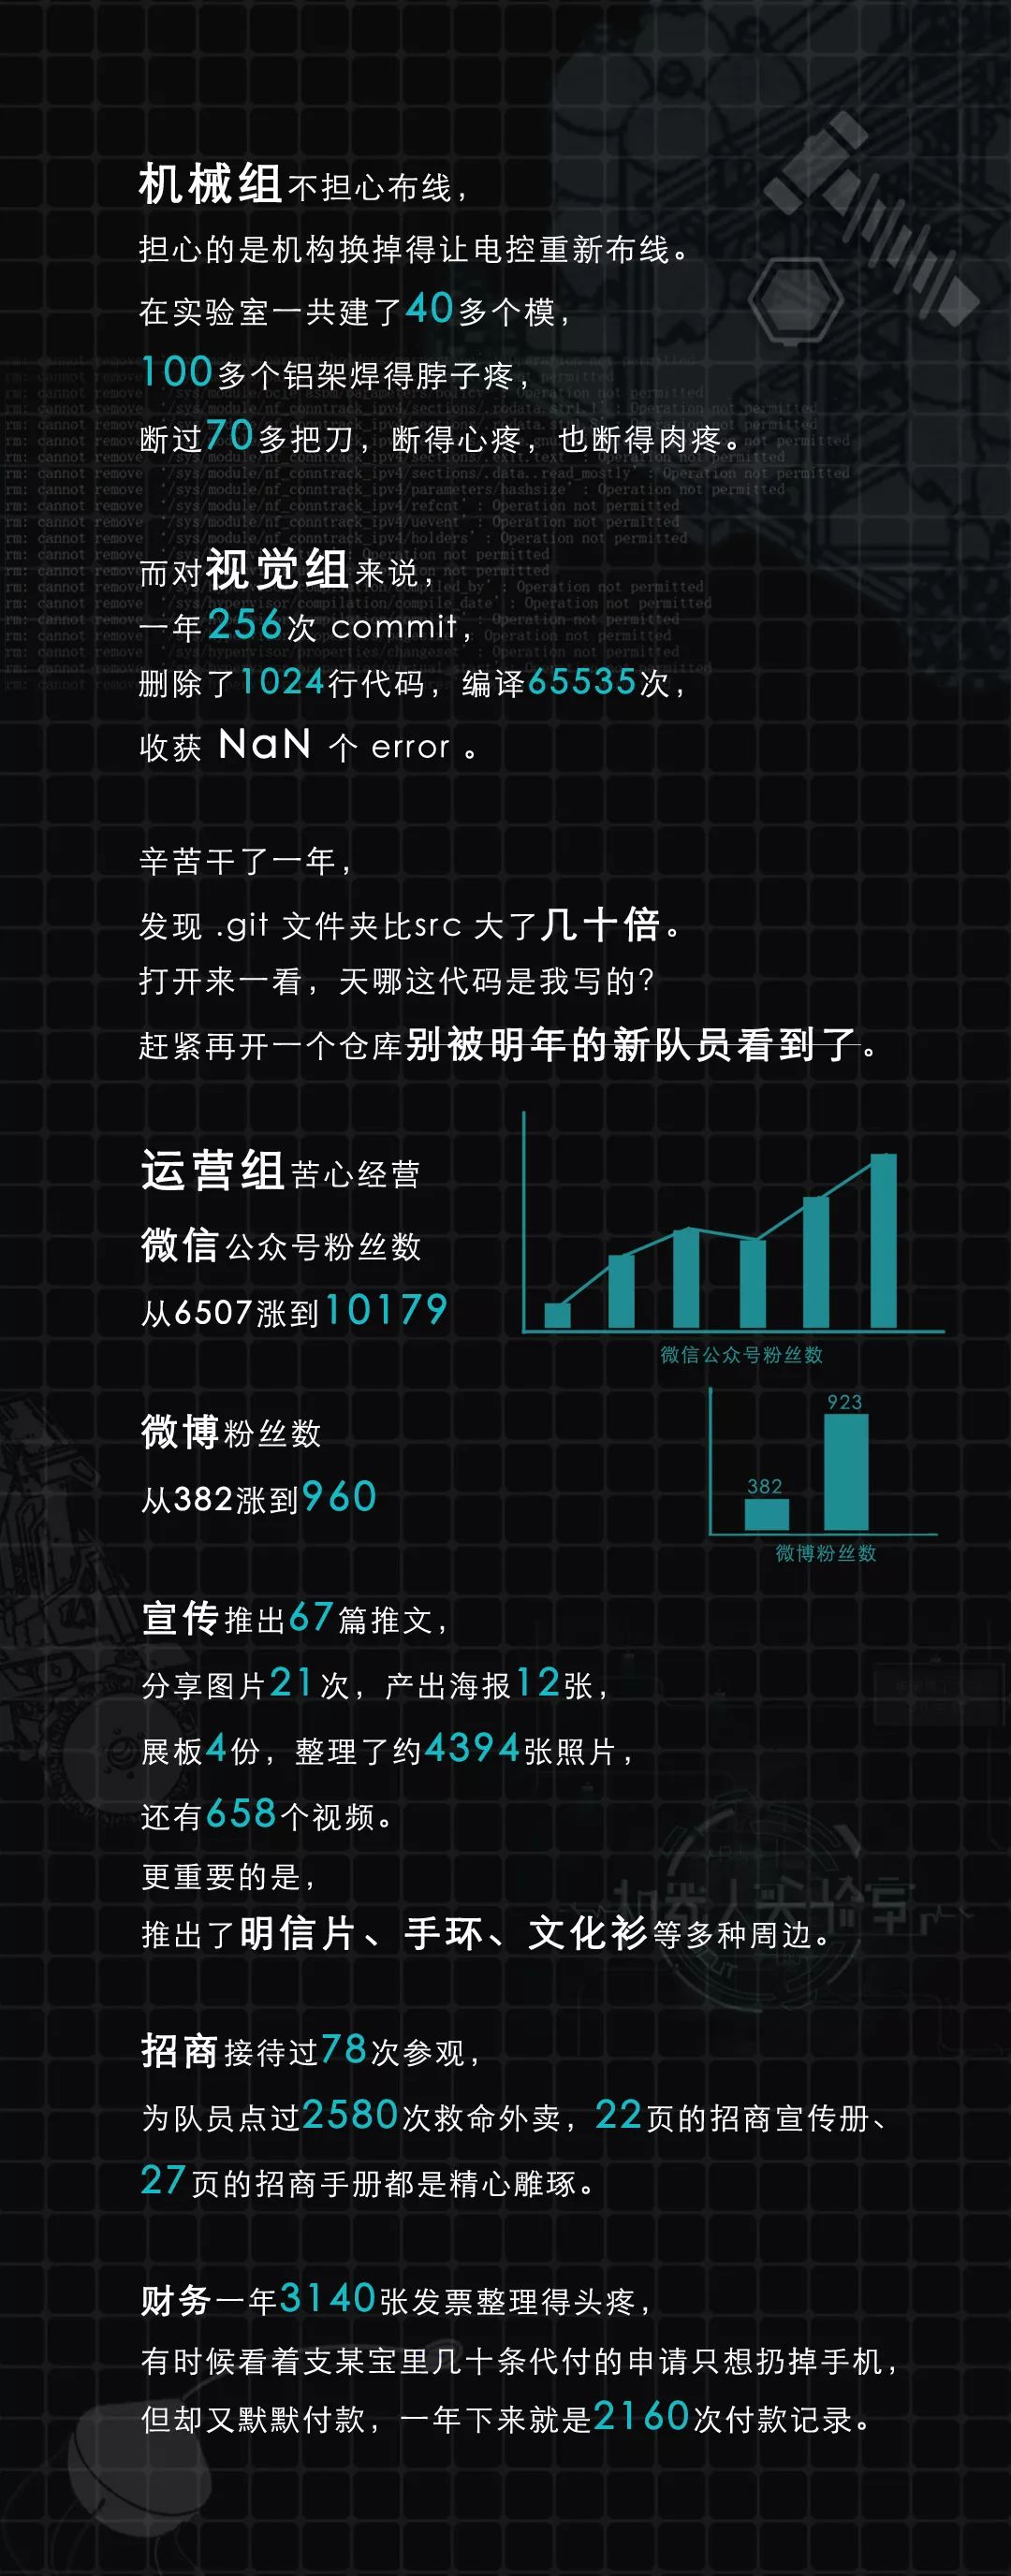 机械组不担心布线，
担心的是机构换掉得让电控重新布线。
在实验室一共建了40多个模，
100多个铝架焊得脖子疼，
断过70多把刀，断得心疼，也断得肉疼。
而对视觉组来说，
一年256次 commit，
删除了1024行代码，编译65535次，
收获 NaN 个 error 。
辛苦干了一年，
发现 .git 文件夹比src 大了几十倍。
打开来一看，天哪这代码是我写的？
赶紧再开一个仓库别被明年的新队员看到了。
运营组苦心经营
微信公众号粉丝数
从6507涨到10179
微信公众号粉丝数
微博粉丝数
从382涨到960
923
382
微博粉丝数
宣传推出67篇推文，
分享图片21次，产出海报12张，
展板4份，整理了约4394张照片，
还有658个视频。
更重要的是，
推出了明信片、手环、文化衫等多种周边。
机器人实验室
招商接待过78次参观，
为队员点过2580次救命外卖，22页的招商宣传册、
27页的招商手册都是精心雕琢。
财务一年3140张发票整理得头疼，
有时候看着支某宝里几十条代付的申请只想扔掉手机，
但却又默默付款，一年下来就是2160次付款记录。